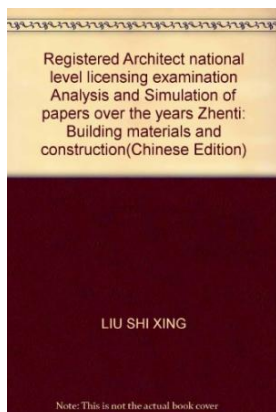 Registered Architect national
level licensing examination
Analysis and Simulation of
papers over the years Zhenti:
Building materials and
construction(Chinese Edition)
LIU SHI XING
Note: This is not the actual book cover